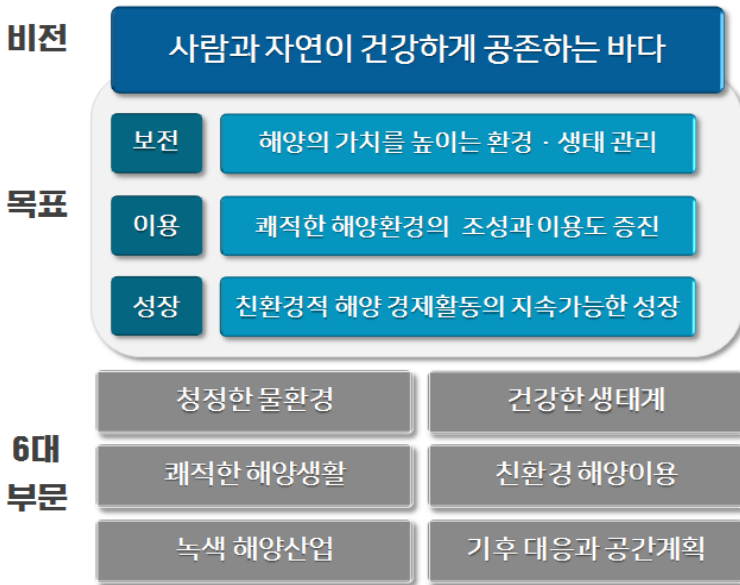 비전
사람과 자연이 건강하게 공존하는 바다
목표
보전
해양의 가치를 높이는 환경 · 생태 관리
이용
쾌적한 해양환경의 조성과 이용도 증진
성장
친환경적 해양 경제활동의 지속가능한 성장
6대
부문
청정한 물환경
건강한 생태계
쾌적한 해양생활
친환경 해양이용
녹색 해양산업
기후 대응과 공간계획